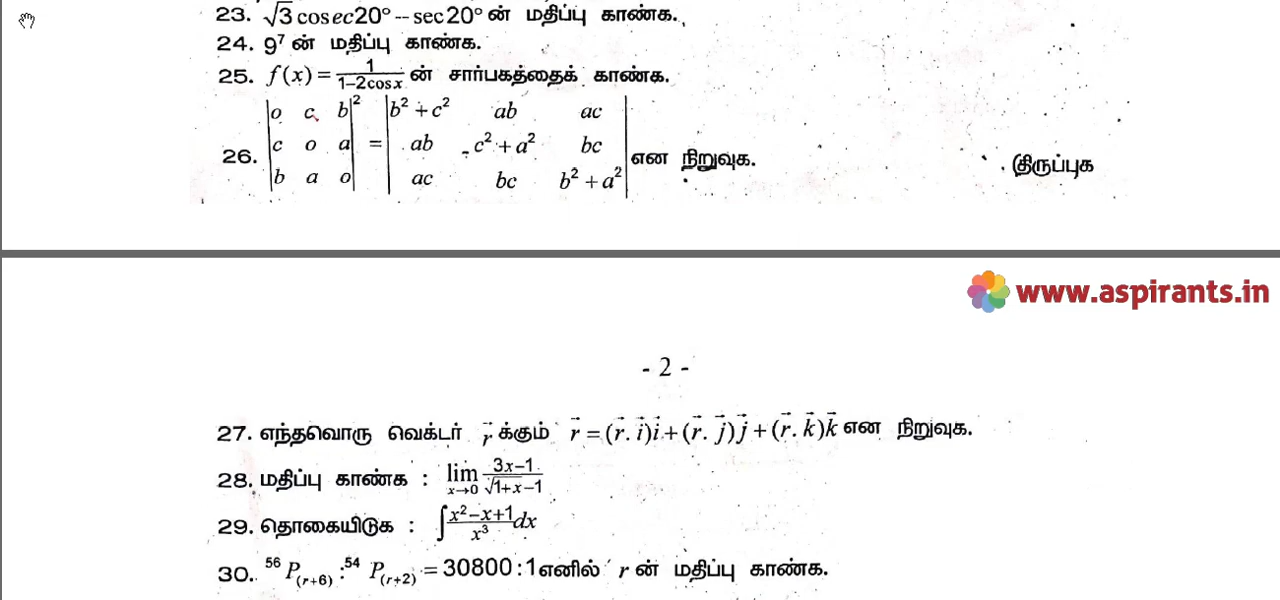 23. √3 cosec20° – sec20° ன் மதிப்பு காண்க.
24. 9⁷ ன் மதிப்பு காண்க.
25. f(x) = 1/(1–2cosx) ன் சார்பகத்தைக் காண்க.
26. |o c b; c o a; b a o|² = |b²+c² ab ac; ab c²+a² bc; ac bc b²+a²| என நிறுவுக.
(திருப்புக
www.aspirants.in
- 2 -
27. எந்தவொரு வெக்டர் r⃗ க்கும் r⃗ = (r⃗. i⃗)i⃗ + (r⃗. j⃗)j⃗ + (r⃗. k⃗)k⃗ என நிறுவுக.
28. மதிப்பு காண்க : lim x→0 (3x–1)/(√1+x–1)
29. தொகையிடுக : ∫(x²–x+1)/x³ dx
30. ⁵⁶P(r+6) : ⁵⁴P(r+2) = 30800 : 1 எனில் r ன் மதிப்பு காண்க.